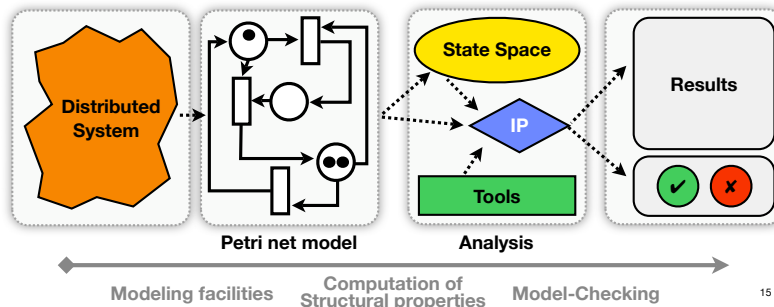 Distributed
System
State Space
IP
Tools
Results
✔ ✘
Petri net model
Analysis
Modeling facilities
Computation of
Structural properties
Model-Checking
15